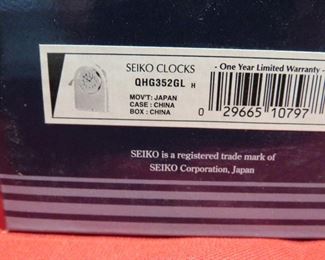 SEIKO CLOCKS - One Year Limited Warranty -
QHG352GL H
MOV'T: JAPAN
CASE : CHINA
BOX : CHINA
0 29665 10797
SEIKO is a registered trade mark of
SEIKO Corporation, Japan